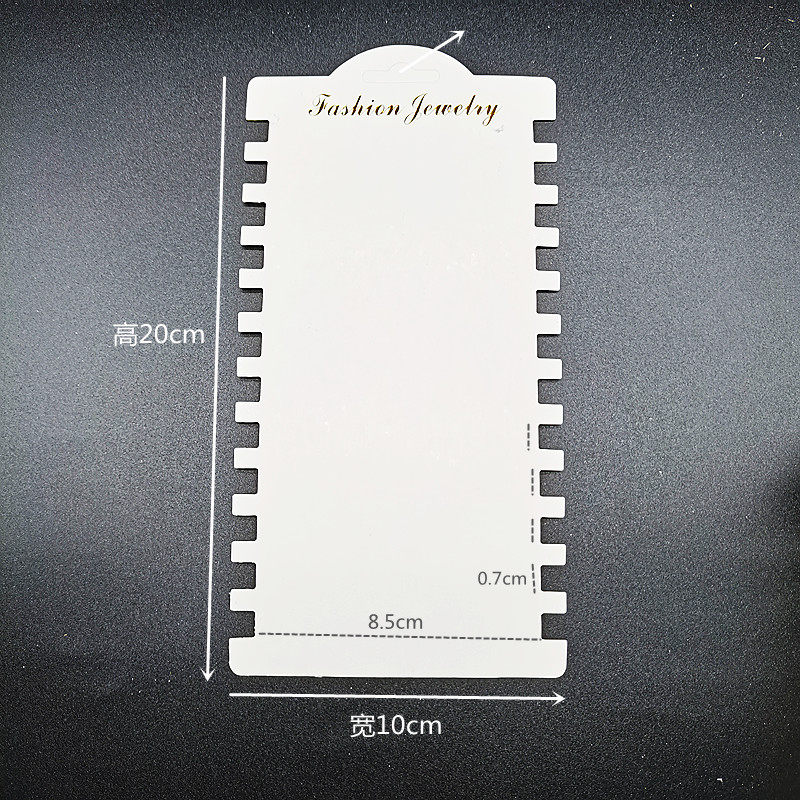 Fashion Jewelry
高20cm
0.7cm
8.5cm
宽10cm